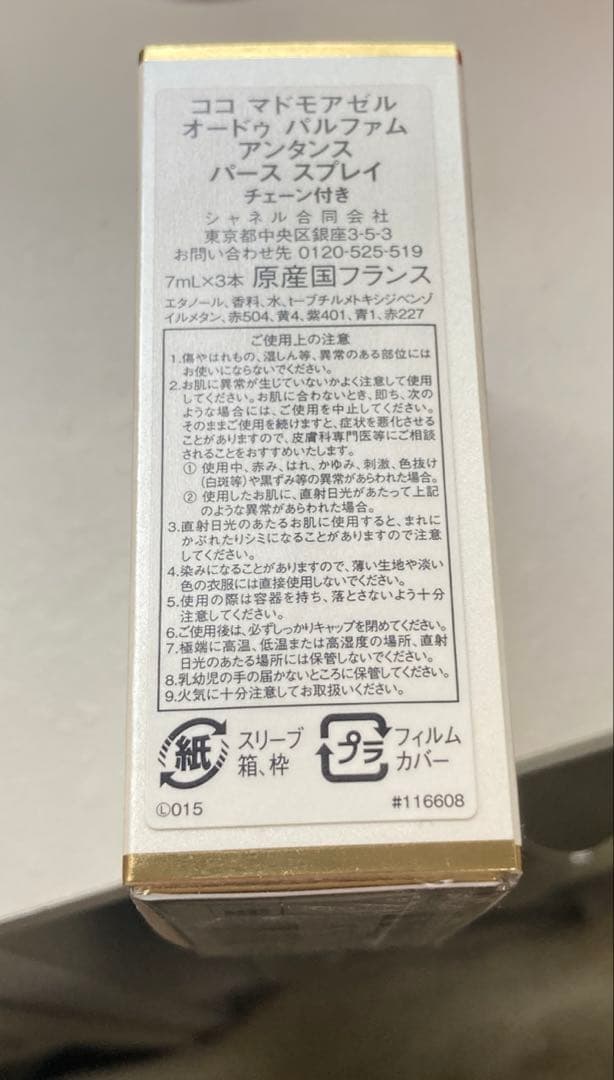 ココ マドモアゼル
オードゥ パルファム
アンタンス
パース スプレイ
チェーン付き
シャネル合同会社
東京都中央区銀座3-5-3
お問い合わせ先 0120-525-519
7mL×3本 原産国フランス
エタノール、香料、水、t-ブチルメトキシジベンゾ
イルメタン、赤504、黄4、紫401、青1、赤227
ご使用上の注意
1.傷やはれもの、湿しん等、異常のある部位には
お使いにならないでください。
2.お肌に異常が生じていないかよく注意して使用
してください。お肌に合わないとき、即ち、次の
ような場合には、ご使用を中止してください。
そのままご使用を続けますと、症状を悪化させる
ことがありますので、皮膚科専門医等にご相談
されることをおすすめいたします。
① 使用中、赤み、はれ、かゆみ、刺激、色抜け
(白斑等)や黒ずみ等の異常があらわれた場合。
② 使用したお肌に、直射日光があたって上記
のような異常があらわれた場合。
3.直射日光のあたるお肌に使用すると、まれに
かぶれたりシミになることがありますので注意
してください。
4.染みになることがありますので、薄い生地や淡い
色の衣服には直接使用しないでください。
5.使用の際は容器を持ち、落とさないよう十分
注意してください。
6.ご使用後は、必ずしっかりキャップを閉めてください。
7.極端に高温、低温または高湿度の場所、直射
日光のあたる場所には保管しないでください。
8.乳幼児の手の届かないところに保管してください。
9.火気に十分注意してお取扱いください。
紙 スリーブ 箱、枠
プラ フィルム カバー
Ⓛ015 #116608